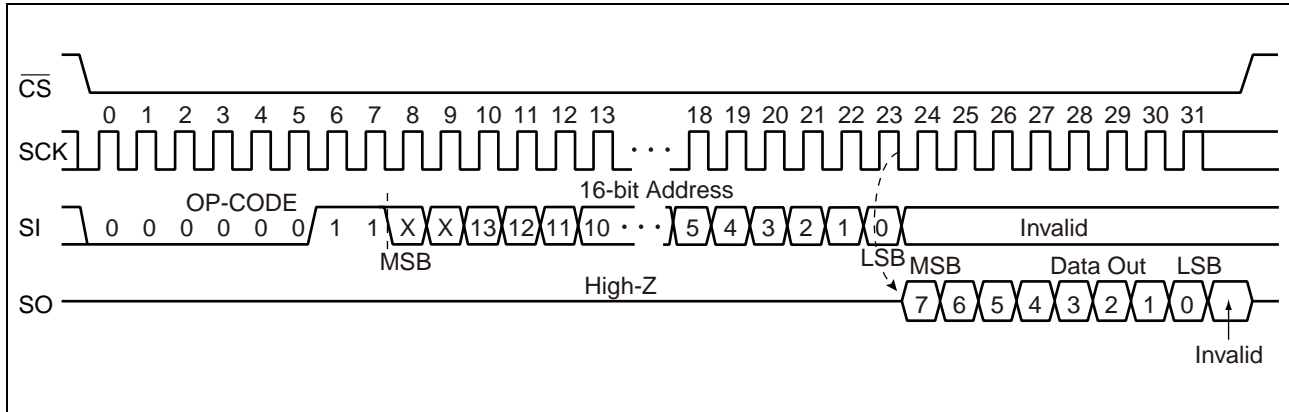 CS
0 1 2 3 4 5 6 7 8 9 10 11 12 13 18 19 20 21 22 23 24 25 26 27 28 29 30 31
SCK ···
OP-CODE 16-bit Address
SI 0 0 0 0 0 0 1 1 X X 13 12 11 10 ··· 5 4 3 2 1 0 Invalid
MSB LSB
High-Z MSB Data Out LSB
SO 7 6 5 4 3 2 1 0
Invalid